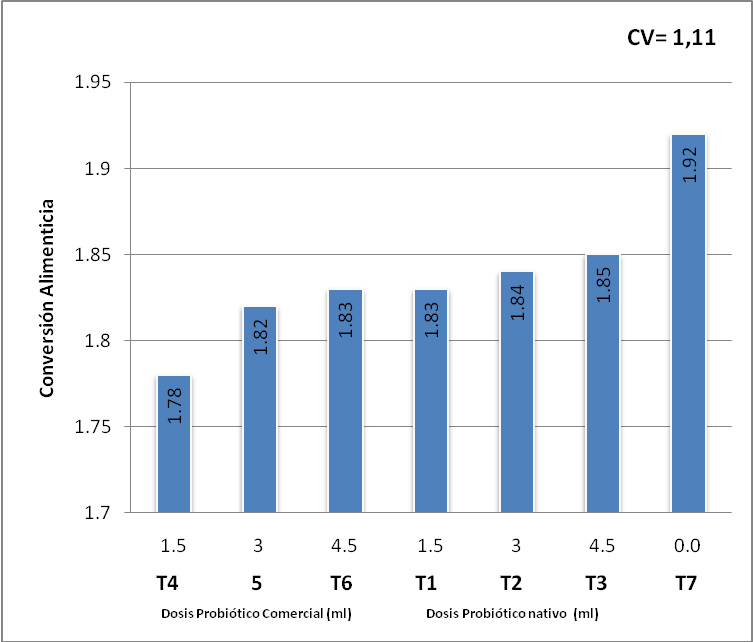 CV= 1,11
1.95
1.9
1.85
1.8
1.75
1.7
Conversión Alimenticia
1.78
1.82
1.83
1.83
1.84
1.85
1.92
1.5 3 4.5 1.5 3 4.5 0.0
T4 5 T6 T1 T2 T3 T7
Dosis Probiótico Comercial (ml) Dosis Probiótico nativo (ml)